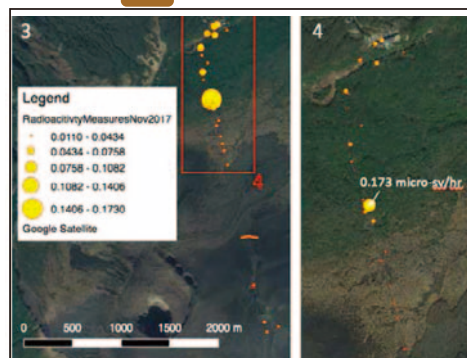 3
Legend
RadioacitivtyMeasuresNov2017
0.0110 - 0.0434
0.0434 - 0.0758
0.0758 - 0.1082
0.1082 - 0.1406
0.1406 - 0.1730
Google Satellite
4
0 500 1000 1500 2000 m
4
0.173 micro-sv/hr